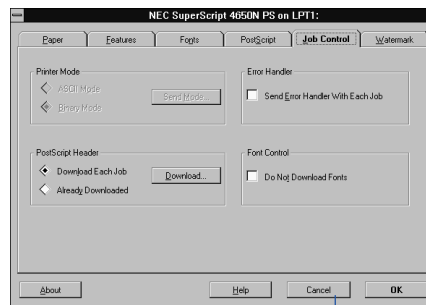 NEC SuperScript 4650N PS on LPT1:
Paper Features Fonts PostScript Job Control Watermark
Printer Mode
ASCII Mode
Binary Mode
Send Mode...
Error Handler
Send Error Handler With Each Job
PostScript Header
Download Each Job
Already Downloaded
Download...
Font Control
Do Not Download Fonts
About Help Cancel OK